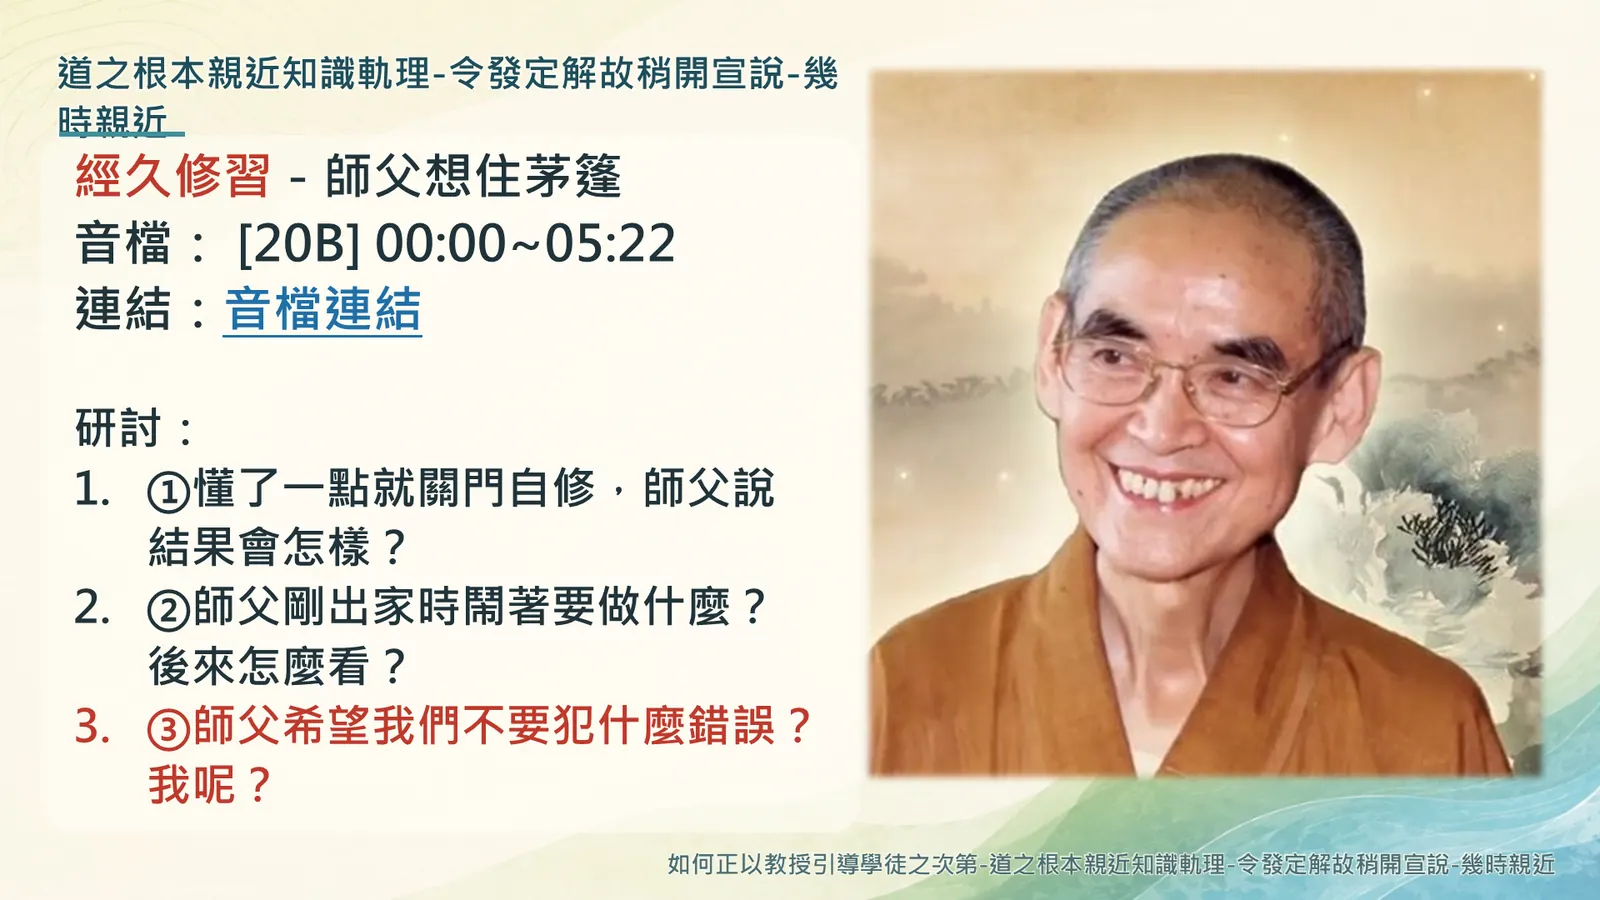 道之根本親近知識軌理-令發定解故稍開宣說-幾
時親近
經久修習 - 師父想住茅篷
音檔： [20B] 00:00~05:22
連結：音檔連結
研討：
1. ①懂了一點就關門自修，師父說
結果會怎樣？
2. ②師父剛出家時鬧著要做什麼？
後來怎麼看？
3. ③師父希望我們不要犯什麼錯誤？
我呢？
如何正以教授引導學徒之次第-道之根本親近知識軌理-令發定解故稍開宣說-幾時親近